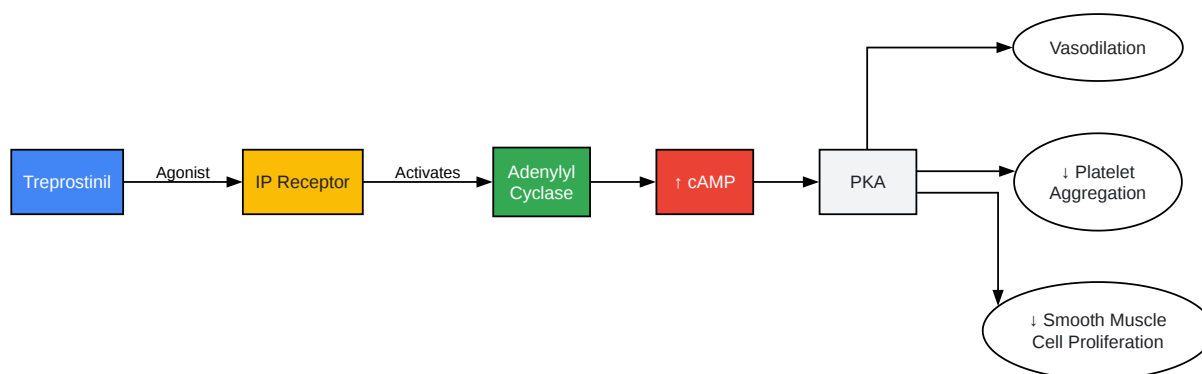 Vasodilation
Treprostinil
Agonist
IP Receptor
Activates
Adenylyl
Cyclase
↑ cAMP
PKA
↓ Platelet
Aggregation
↓ Smooth Muscle
Cell Proliferation